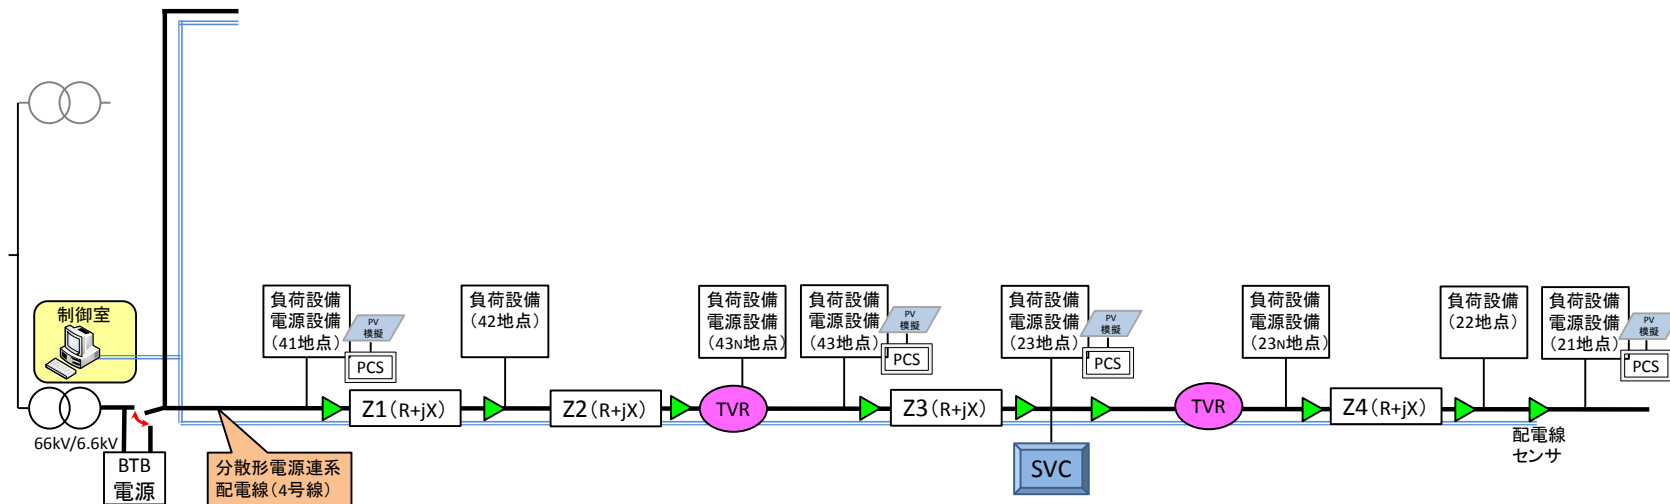 制御室
66kV/6.6kV
BTB
電源
分散形電源連系
配電線(4号線)
負荷設備
電源設備
(41地点)
PV
模擬
PCS
Z1(R+jX)
負荷設備
(42地点)
Z2(R+jX)
負荷設備
電源設備
(43N地点)
TVR
負荷設備
電源設備
(43地点)
PV
模擬
PCS
Z3(R+jX)
負荷設備
電源設備
(23地点)
PV
模擬
PCS
SVC
TVR
負荷設備
電源設備
(23N地点)
Z4(R+jX)
負荷設備
(22地点)
負荷設備
電源設備
(21地点)
PV
模擬
PCS
配電線
センサ